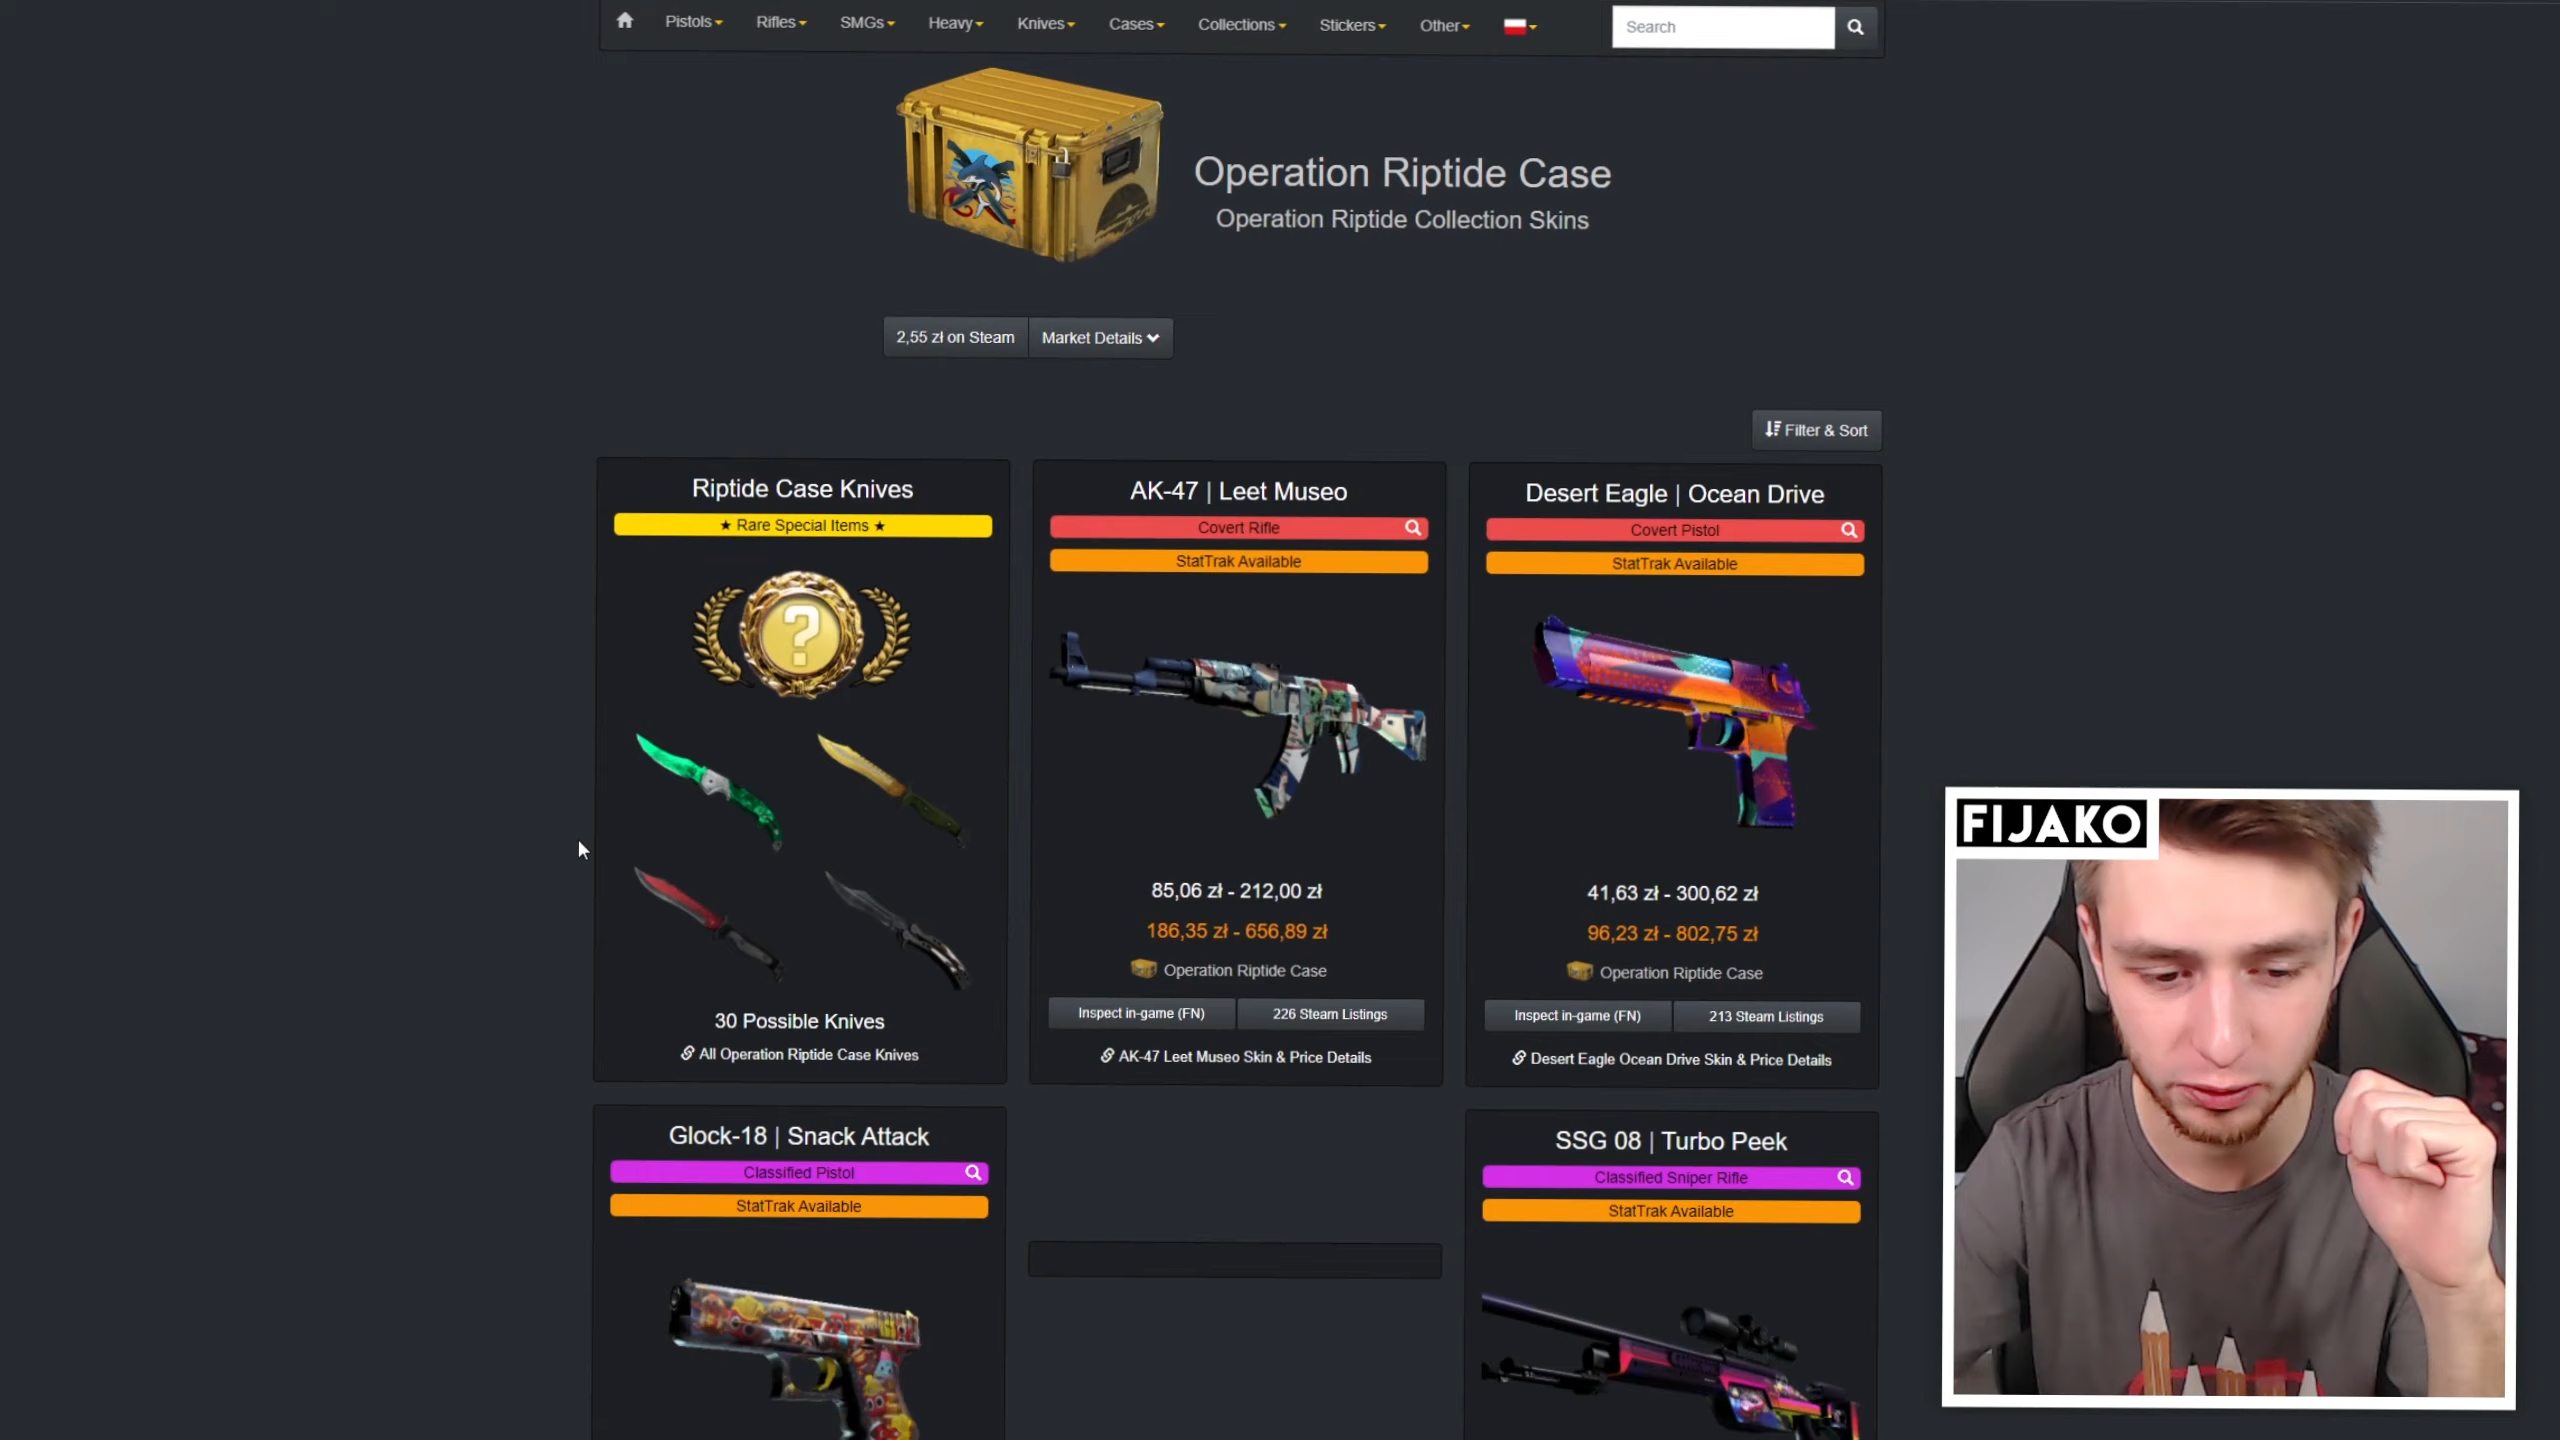 Pistols
Rifles
SMGs
Heavy
Knives
Cases
Collections
Stickers
Other
Search
Operation Riptide Case
Operation Riptide Collection Skins
2,55 zł on Steam
Market Details
Filter & Sort
Riptide Case Knives
★ Rare Special Items ★
?
30 Possible Knives
All Operation Riptide Case Knives
AK-47 | Leet Museo
Covert Rifle
StatTrak Available
85,06 zł - 212,00 zł
186,35 zł - 656,89 zł
Operation Riptide Case
Inspect in-game (FN)
226 Steam Listings
AK-47 Leet Museo Skin & Price Details
Desert Eagle | Ocean Drive
Covert Pistol
StatTrak Available
41,63 zł - 300,62 zł
96,23 zł - 802,75 zł
Operation Riptide Case
Inspect in-game (FN)
213 Steam Listings
Desert Eagle Ocean Drive Skin & Price Details
Glock-18 | Snack Attack
Classified Pistol
StatTrak Available
SSG 08 | Turbo Peek
Classified Sniper Rifle
StatTrak Available
FIJAKO